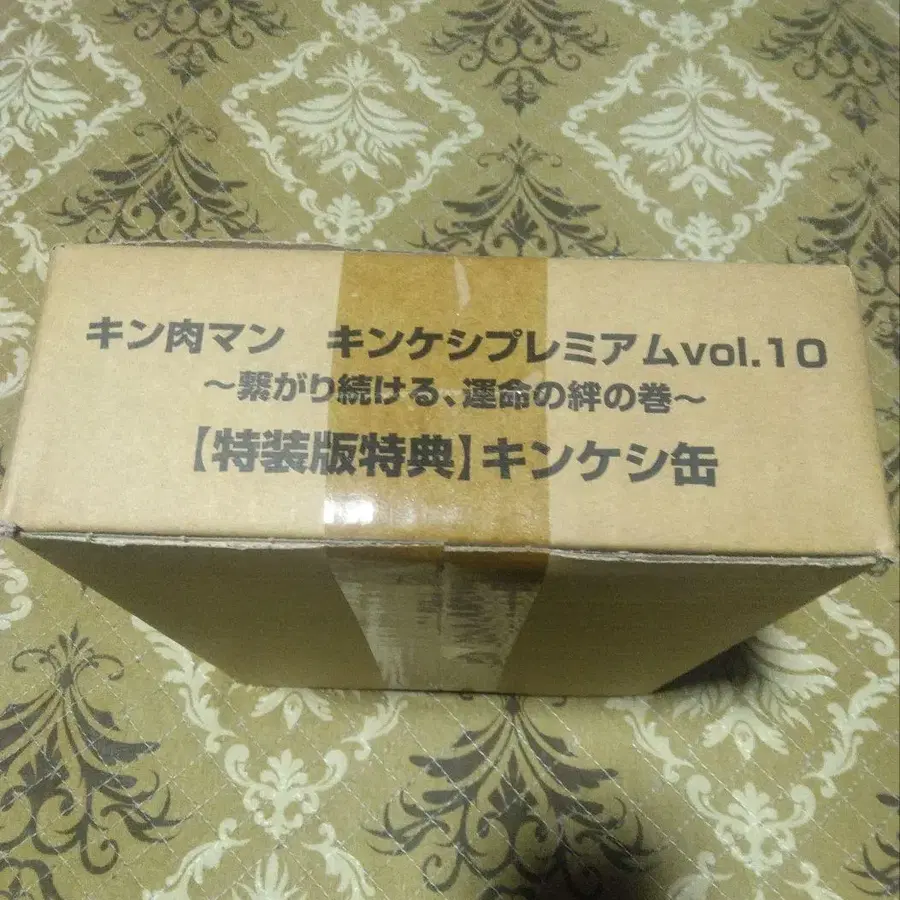 キン肉マン　キンケシプレミアムvol.10
～繋がり続ける、運命の絆の巻～
【特装版特典】キンケシ缶